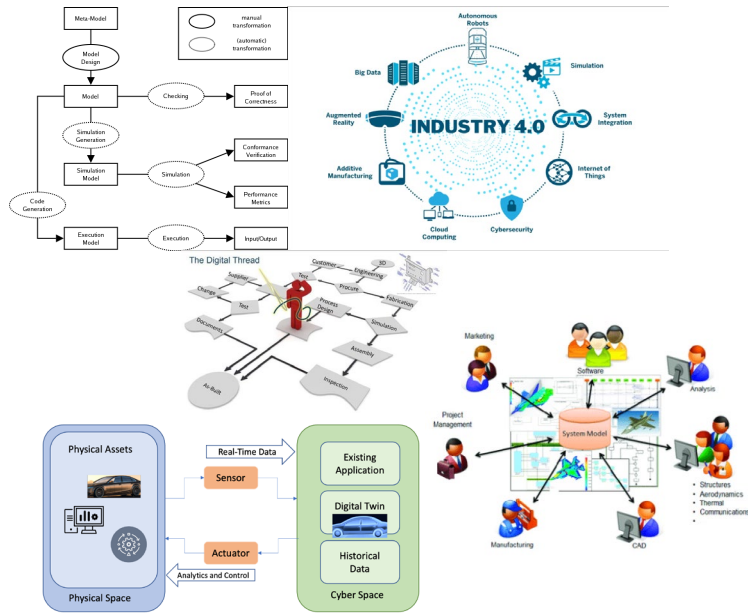 Meta-Model
manual
transformation
(automatic)
transformation
Model
Design
Model
Checking
Proof of
Correctness
Simulation
Generation
Simulation
Model
Simulation
Conformance
Verification
Performance
Metrics
Code
Generation
Execution
Model
Execution
Input/Output
Autonomous
Robots
Big Data
Simulation
Augmented
Reality
INDUSTRY 4.0
System
Integration
Additive
Manufacturing
Internet of
Things
Cloud
Computing
Cybersecurity
The Digital Thread
Customer
3D
Supplier
Test
Engineering
Change
Procure
Test
Process
Design
Fabrication
Documents
Simulation
Assembly
As-Built
Inspection
Marketing
Software
Analysis
Project
Management
System Model
• Structures
• Aerodynamics
• Thermal
• Communications
•
Manufacturing
CAD
Physical Assets
Real-Time Data
Sensor
Existing
Application
Digital Twin
Actuator
Historical
Data
Analytics and Control
Physical Space
Cyber Space